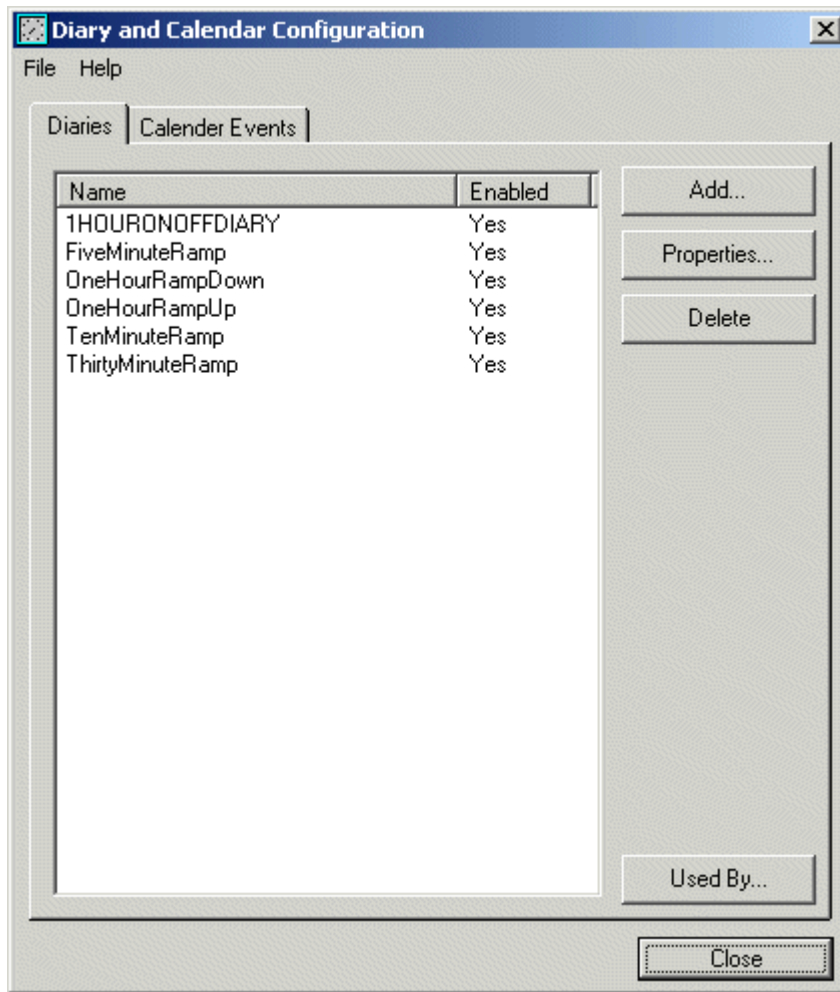 Diary and Calendar Configuration
File Help
Diaries Calender Events
Name Enabled
1HOURONOFFDIARY Yes
FiveMinuteRamp Yes
OneHourRampDown Yes
OneHourRampUp Yes
TenMinuteRamp Yes
ThirtyMinuteRamp Yes
Add...
Properties...
Delete
Used By...
Close